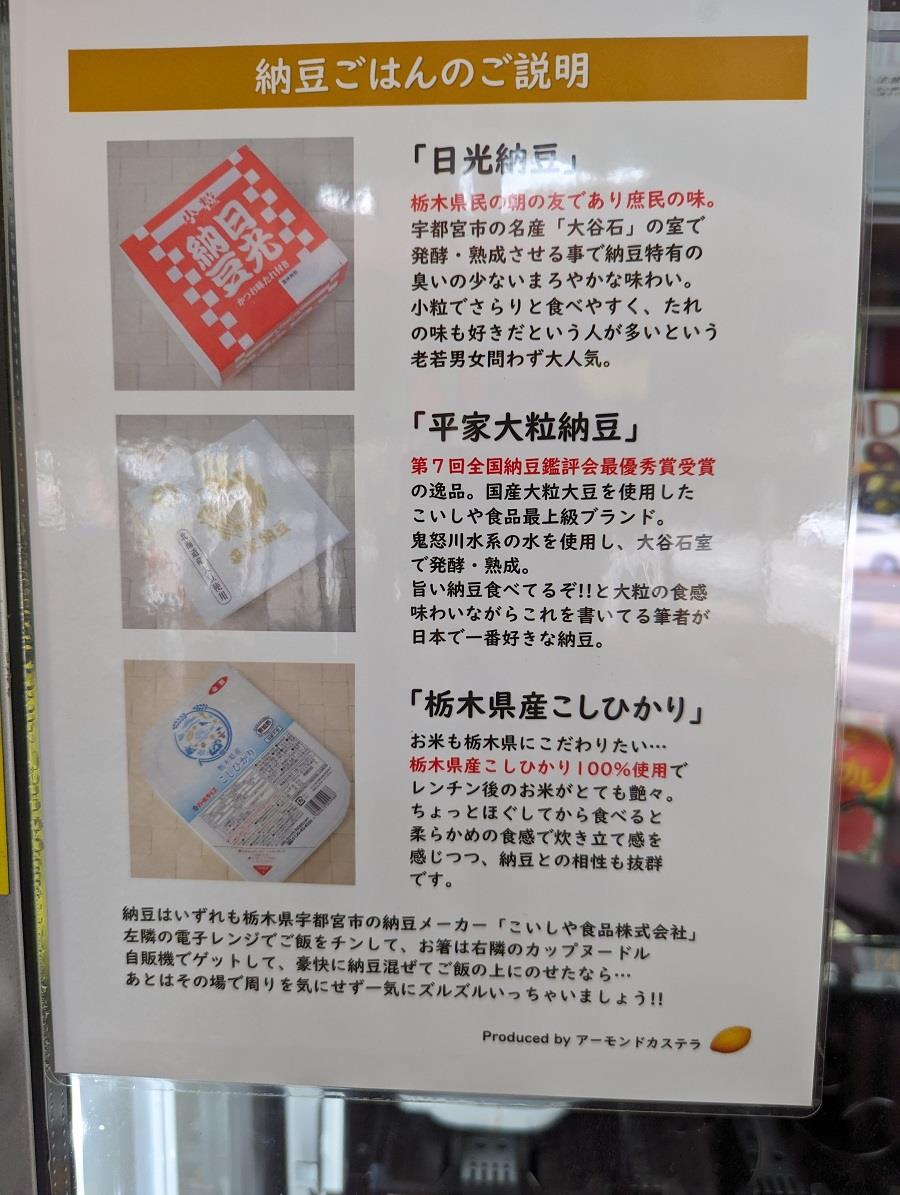 納豆ごはんのご説明
「日光納豆」
栃木県民の朝の友であり庶民の味。
宇都宮市の名産「大谷石」の室で
発酵・熟成させる事で納豆特有の
臭いの少ないまろやかな味わい。
小粒でさらりと食べやすく、たれ
の味も好きだという人が多いという
老若男女問わず大人気。
小粒
日光
納豆
かつお味たれ付き
「平家大粒納豆」
第7回全国納豆鑑評会最優秀賞受賞
の逸品。国産大粒大豆を使用した
こいしや食品最上級ブランド。
鬼怒川水系の水を使用し、大谷石室
で発酵・熟成。
旨い納豆食べてるぞ!!と大粒の食感
味わいながらこれを書いてる筆者が
日本で一番好きな納豆。
「栃木県産こしひかり」
お米も栃木県にこだわりたい…
栃木県産こしひかり100%使用で
レンチン後のお米がとても艶々。
ちょっとほぐしてから食べると
柔らかめの食感で炊き立て感を
感じつつ、納豆との相性も抜群
です。
栃木県産
こしひかり
納豆はいずれも栃木県宇都宮市の納豆メーカー「こいしや食品株式会社」
左隣の電子レンジでご飯をチンして、お箸は右隣のカップヌードル
自販機でゲットして、豪快に納豆混ぜてご飯の上にのせたなら…
あとはその場で周りを気にせず一気にズルズルいっちゃいましょう!!
Produced by アーモンドカステラ